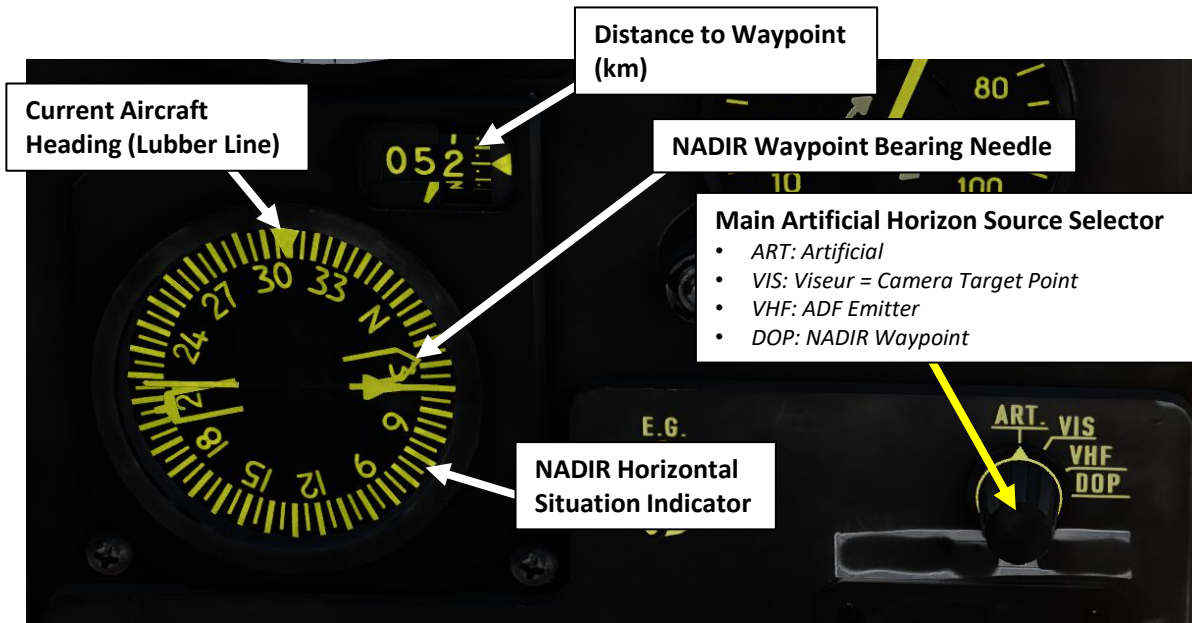 Distance to Waypoint
(km)
Current Aircraft
Heading (Lubber Line)
052
N
80
10
100
NADIR Waypoint Bearing Needle
Main Artificial Horizon Source Selector
• ART: Artificial
• VIS: Viseur = Camera Target Point
• VHF: ADF Emitter
• DOP: NADIR Waypoint
30
33
N
6
9
12
15
18
24
27
NADIR Horizontal
Situation Indicator
E.G.
ART.
VIS
VHF
DOP